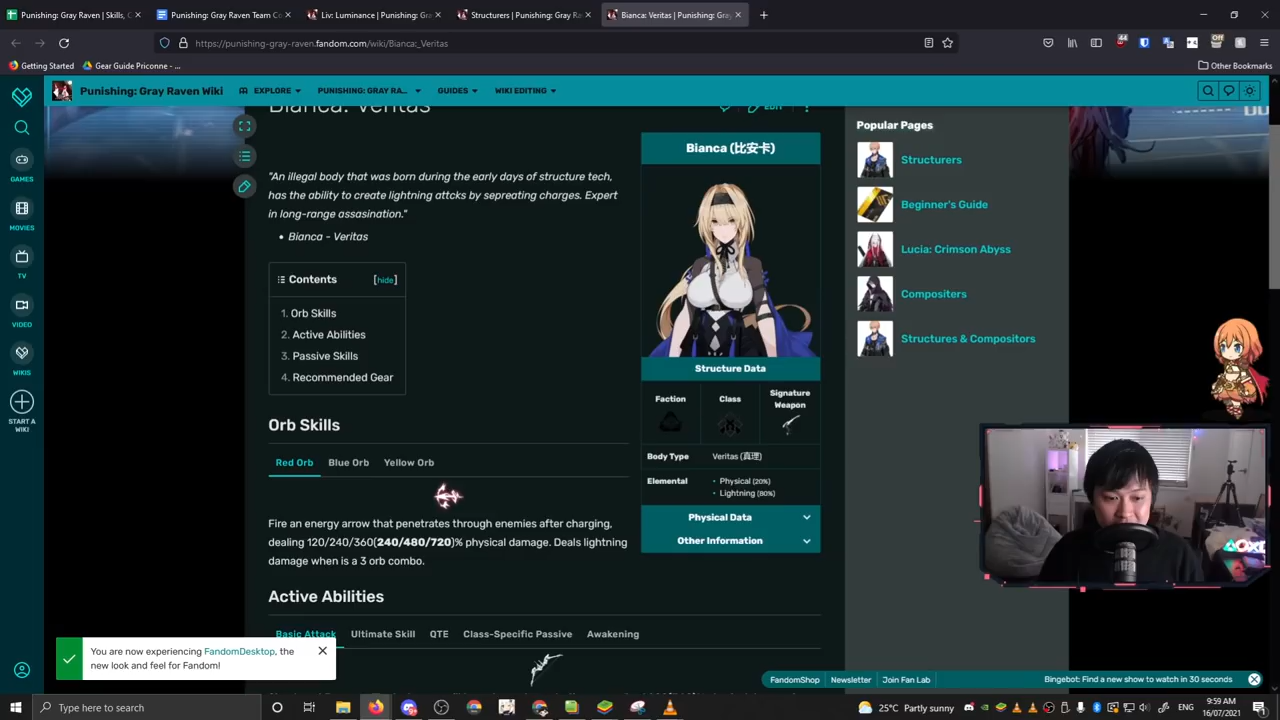 Punishing: Gray Raven | Skills, C
Punishing: Gray Raven Team Co
Liv: Luminance | Punishing: Gra
Structurers | Punishing: Gray Ra
Bianca: Veritas | Punishing: Gray
https://punishing-gray-raven.fandom.com/wiki/Bianca:_Veritas
44
Off
Getting Started
Gear Guide Priconne - ...
Other Bookmarks
Punishing: Gray Raven Wiki
EXPLORE
PUNISHING: GRAY RA...
GUIDES
WIKI EDITING
Bianca: Veritas
EDIT
GAMES
MOVIES
TV
VIDEO
WIKIS
START A
WIKI
"An illegal body that was born during the early days of structure tech,
has the ability to create lightning attcks by sepreating charges. Expert
in long-range assasination."
• Bianca - Veritas
Contents [hide]
1. Orb Skills
2. Active Abilities
3. Passive Skills
4. Recommended Gear
Orb Skills
Red Orb Blue Orb Yellow Orb
Fire an energy arrow that penetrates through enemies after charging,
dealing 120/240/360(240/480/720)% physical damage. Deals lightning
damage when is a 3 orb combo.
Active Abilities
Basic Attack Ultimate Skill QTE Class-Specific Passive Awakening
Bianca (比安卡)
Structure Data
Faction
Class
Signature
Weapon
Body Type Veritas (真理)
Elemental
• Physical (20%)
• Lightning (80%)
Physical Data
Other Information
Popular Pages
Structurers
Beginner's Guide
Lucia: Crimson Abyss
Compositers
Structures & Compositors
You are now experiencing FandomDesktop, the
new look and feel for Fandom!
FandomShop
Newsletter
Join Fan Lab
Bingebot: Find a new show to watch in 30 seconds
Type here to search
25°C Partly sunny
9:59 AM
16/07/2021